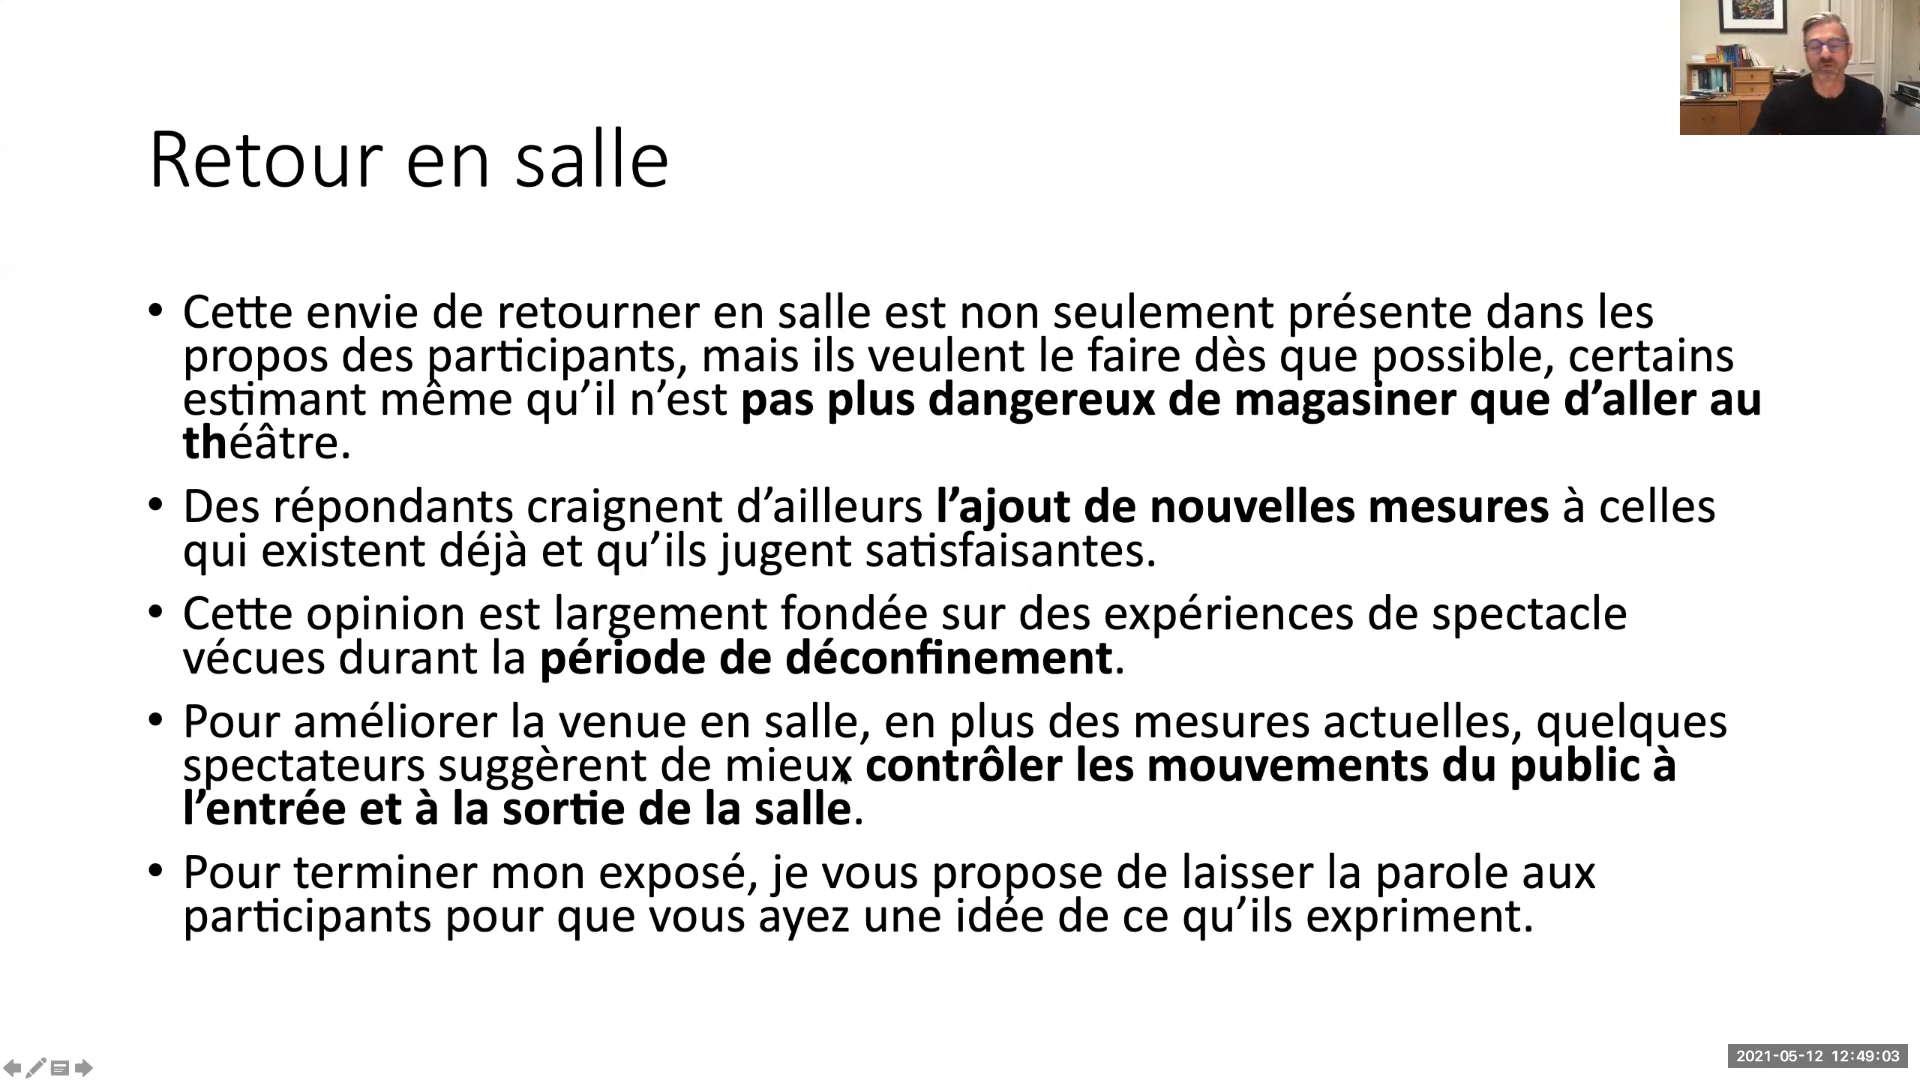 Retour en salle
• Cette envie de retourner en salle est non seulement présente dans les
propos des participants, mais ils veulent le faire dès que possible, certains
estimant même qu’il n’est pas plus dangereux de magasiner que d’aller au
théâtre.
• Des répondants craignent d’ailleurs l’ajout de nouvelles mesures à celles
qui existent déjà et qu’ils jugent satisfaisantes.
• Cette opinion est largement fondée sur des expériences de spectacle
vécues durant la période de déconfinement.
• Pour améliorer la venue en salle, en plus des mesures actuelles, quelques
spectateurs suggèrent de mieux contrôler les mouvements du public à
l’entrée et à la sortie de la salle.
• Pour terminer mon exposé, je vous propose de laisser la parole aux
participants pour que vous ayez une idée de ce qu’ils expriment.
2021-05-12 12:49:03